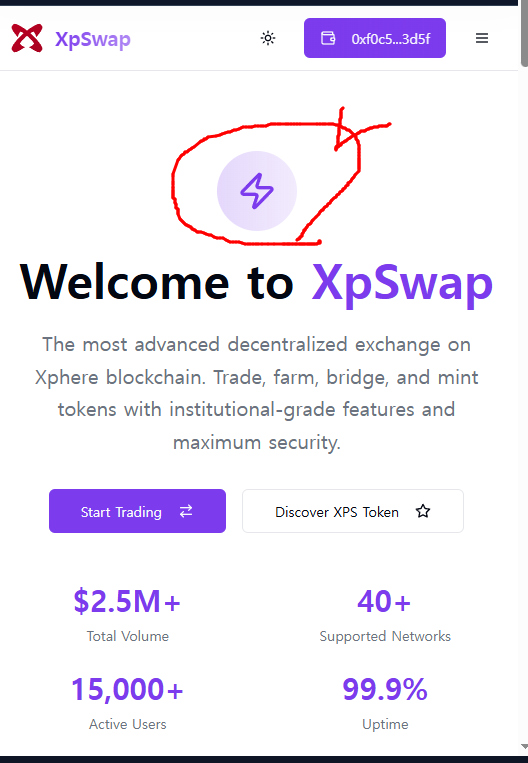 XpSwap
0xf0c5...3d5f
Welcome to XpSwap
The most advanced decentralized exchange on
Xphere blockchain. Trade, farm, bridge, and mint
tokens with institutional-grade features and
maximum security.
Start Trading
Discover XPS Token
$2.5M+
40+
Total Volume
Supported Networks
15,000+
99.9%
Active Users
Uptime